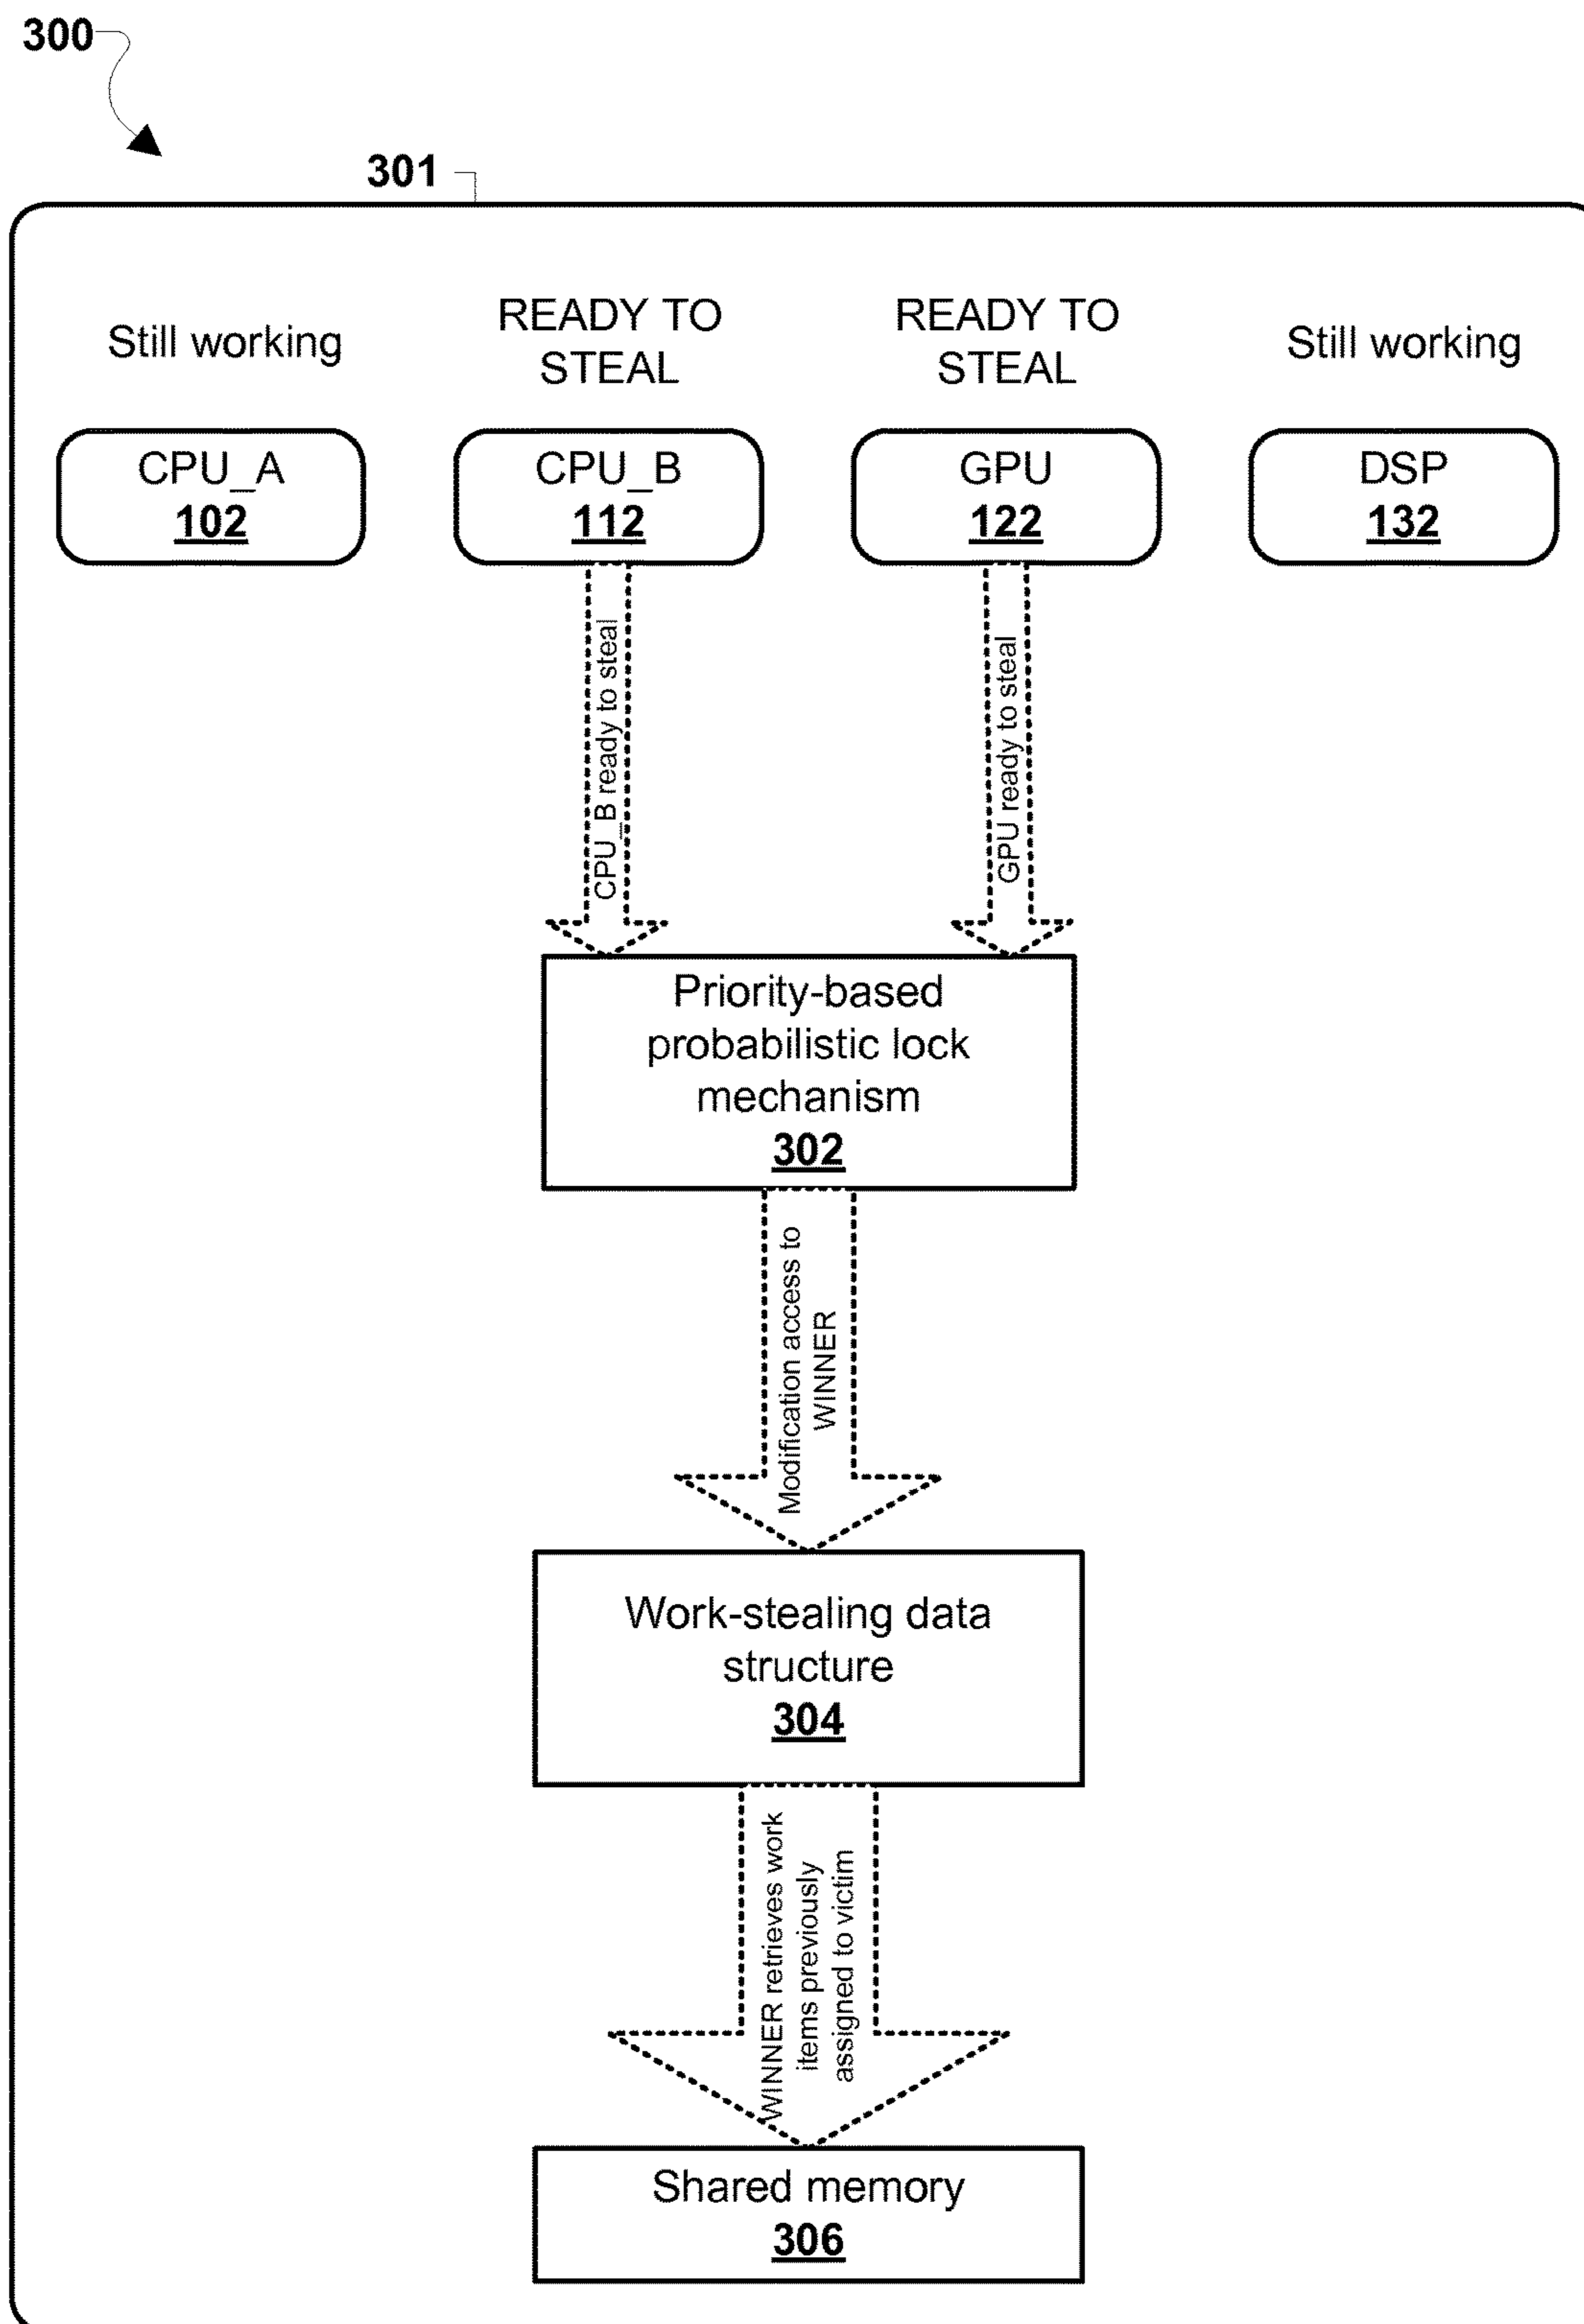 300
301
Still working
READY TO
STEAL
READY TO
STEAL
Still working
CPU_A
102
CPU_B
112
GPU
122
DSP
132
CPU_B ready to steal
GPU ready to steal
Priority-based
probabilistic lock
mechanism
302
Modification access to
WINNER
Work-stealing data
structure
304
WINNER retrieves work
items previously
assigned to victim
Shared memory
306